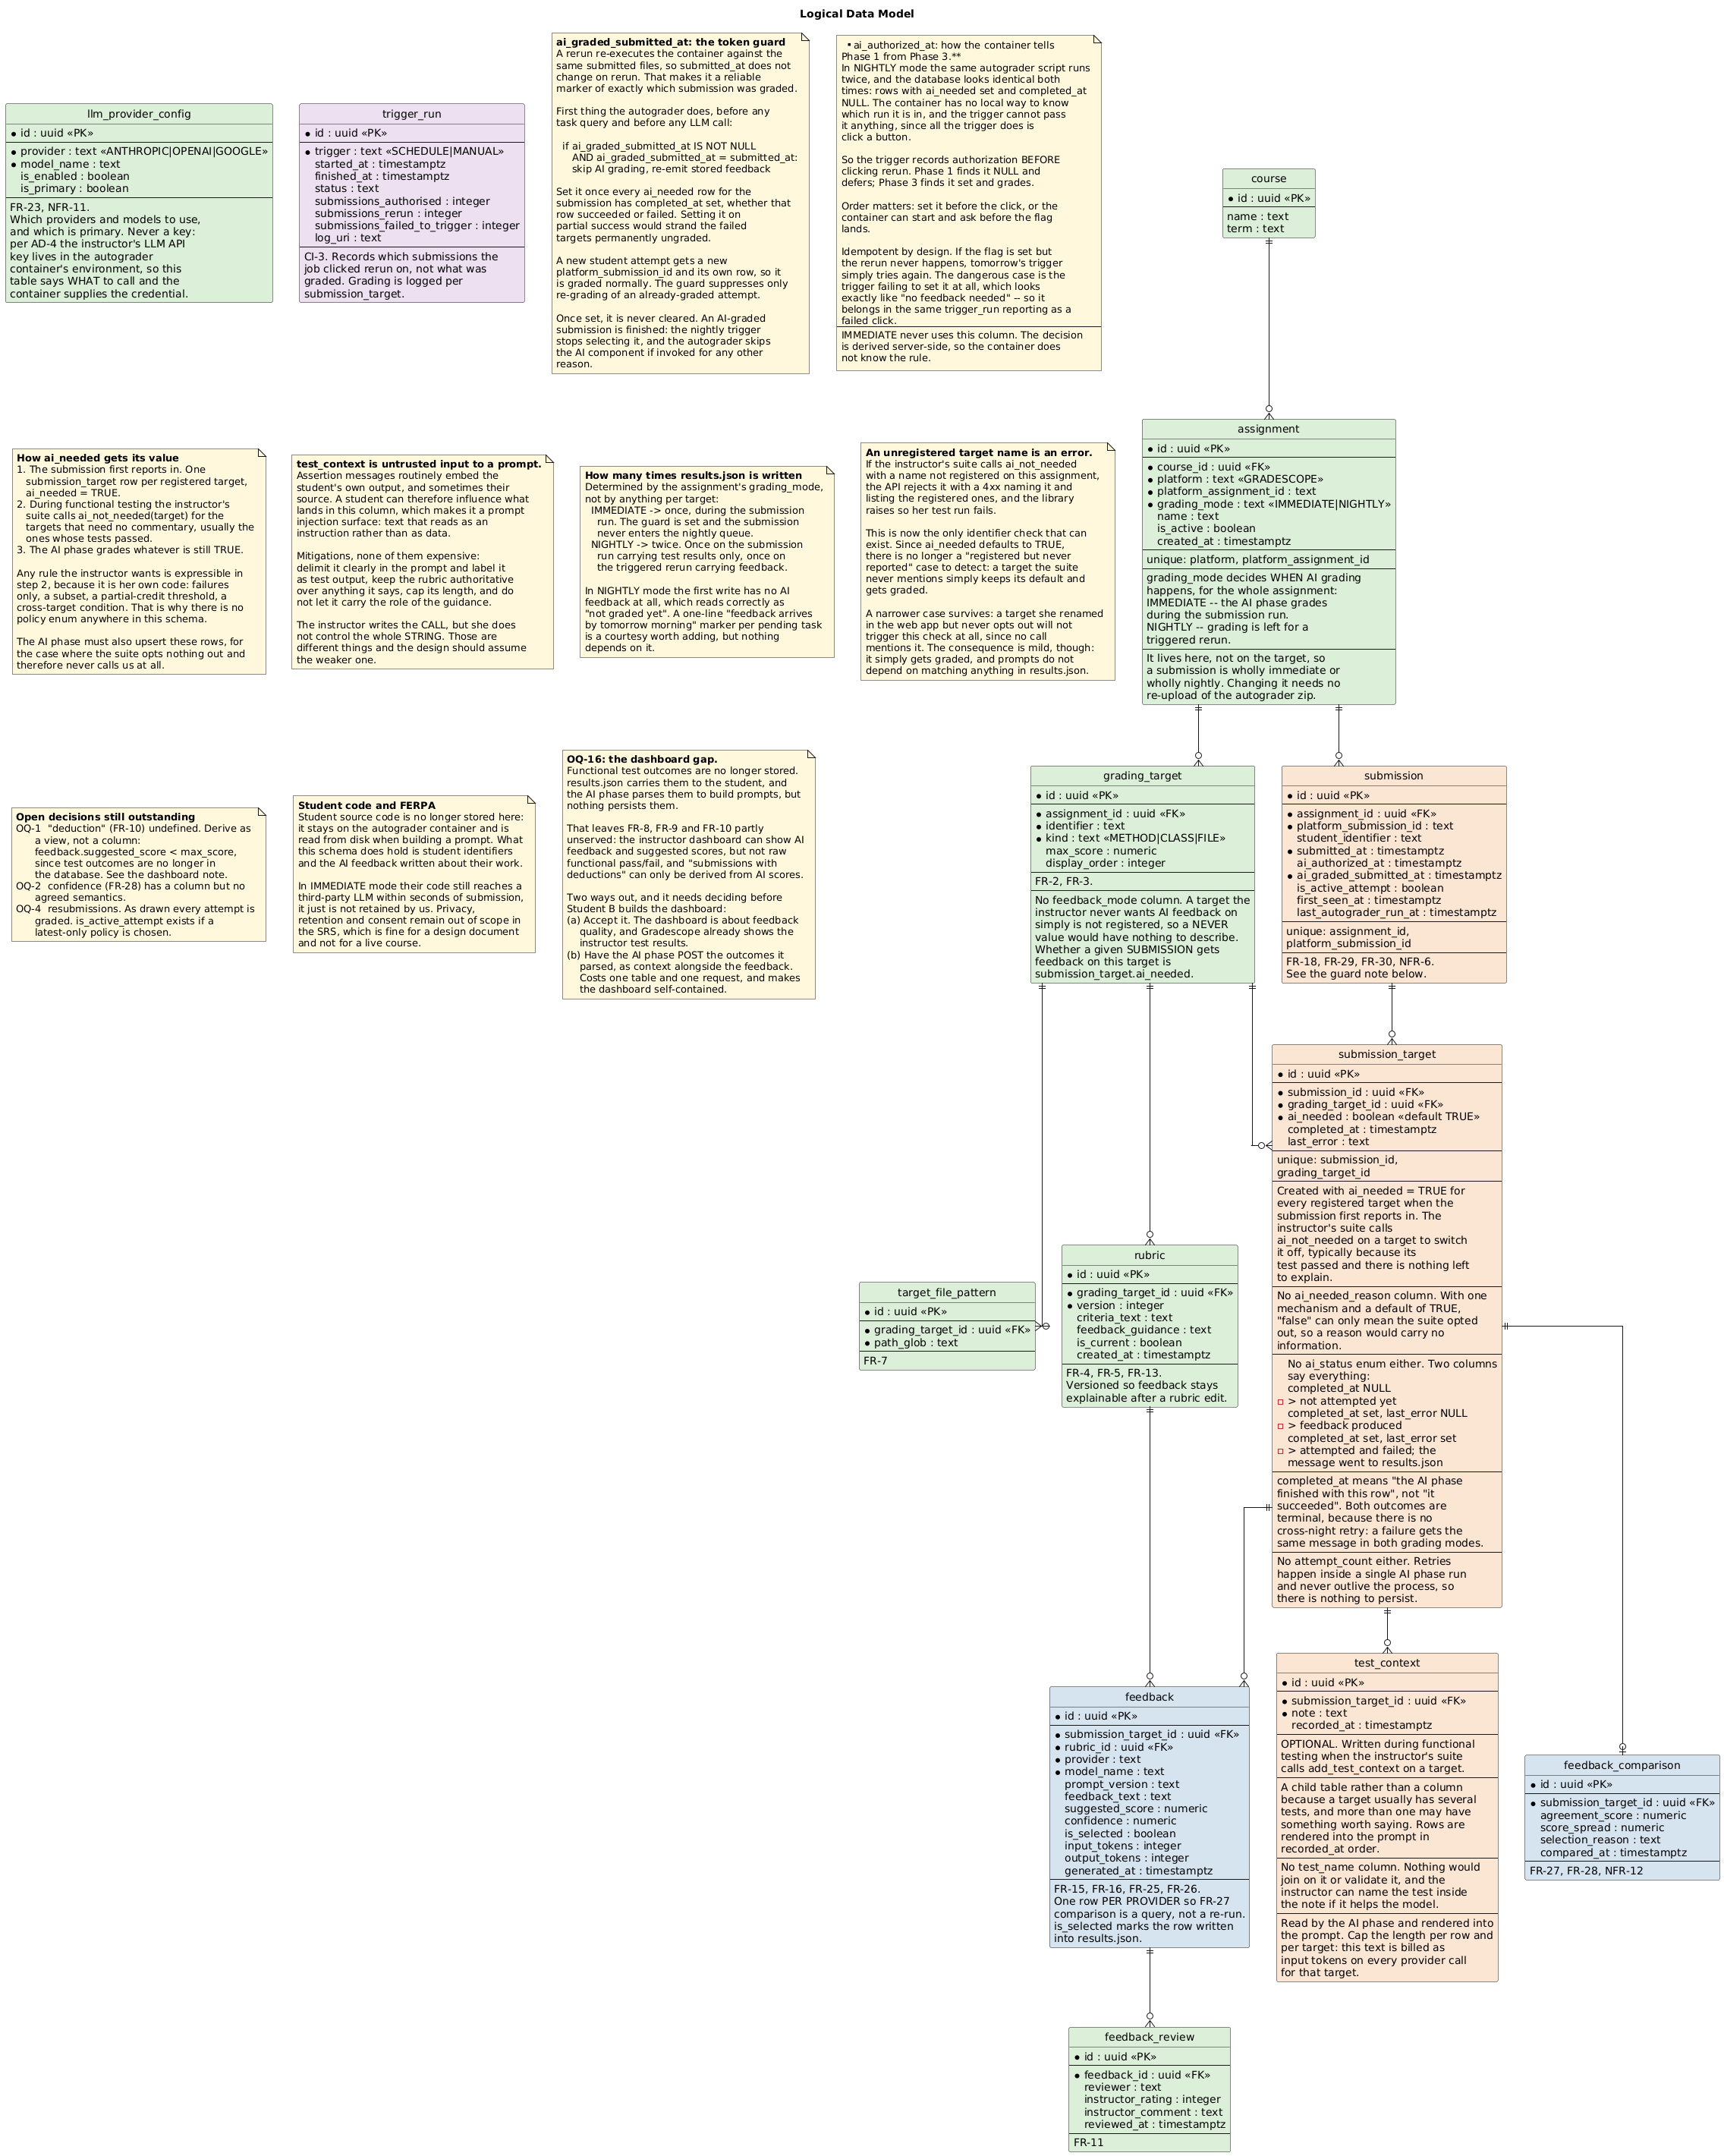 Logical Data Model
ai_graded_submitted_at: the token guard
A rerun re-executes the container against the
same submitted files, so submitted_at does not
change on rerun. That makes it a reliable
marker of exactly which submission was graded.
First thing the autograder does, before any
task query and before any LLM call:
if ai_graded_submitted_at IS NOT NULL
AND ai_graded_submitted_at = submitted_at:
skip AI grading, re-emit stored feedback
Set it once every ai_needed row for the
submission has completed_at set, whether that
row succeeded or failed. Setting it on
partial success would strand the failed
targets permanently ungraded.
A new student attempt gets a new
platform_submission_id and its own row, so it
is graded normally. The guard suppresses only
re-grading of an already-graded attempt.
Once set, it is never cleared. An AI-graded
submission is finished: the nightly trigger
stops selecting it, and the autograder skips
the AI component if invoked for any other
reason.
• ai_authorized_at: how the container tells
Phase 1 from Phase 3.**
In NIGHTLY mode the same autograder script runs
twice, and the database looks identical both
times: rows with ai_needed set and completed_at
NULL. The container has no local way to know
which run it is in, and the trigger cannot pass
it anything, since all the trigger does is
click a button.
So the trigger records authorization BEFORE
clicking rerun. Phase 1 finds it NULL and
defers; Phase 3 finds it set and grades.
Order matters: set it before the click, or the
container can start and ask before the flag
lands.
Idempotent by design. If the flag is set but
the rerun never happens, tomorrow's trigger
simply tries again. The dangerous case is the
trigger failing to set it at all, which looks
exactly like "no feedback needed" -- so it
belongs in the same trigger_run reporting as a
failed click.
IMMEDIATE never uses this column. The decision
is derived server-side, so the container does
not know the rule.
llm_provider_config
• id : uuid «PK»
• provider : text «ANTHROPIC|OPENAI|GOOGLE»
• model_name : text
is_enabled : boolean
is_primary : boolean
FR-23, NFR-11.
Which providers and models to use,
and which is primary. Never a key:
per AD-4 the instructor's LLM API
key lives in the autograder
container's environment, so this
table says WHAT to call and the
container supplies the credential.
trigger_run
• id : uuid «PK»
• trigger : text «SCHEDULE|MANUAL»
started_at : timestamptz
finished_at : timestamptz
status : text
submissions_authorised : integer
submissions_rerun : integer
submissions_failed_to_trigger : integer
log_uri : text
CI-3. Records which submissions the
job clicked rerun on, not what was
graded. Grading is logged per
submission_target.
course
• id : uuid «PK»
name : text
term : text
How ai_needed gets its value
1. The submission first reports in. One
submission_target row per registered target,
ai_needed = TRUE.
2. During functional testing the instructor's
suite calls ai_not_needed(target) for the
targets that need no commentary, usually the
ones whose tests passed.
3. The AI phase grades whatever is still TRUE.
Any rule the instructor wants is expressible in
step 2, because it is her own code: failures
only, a subset, a partial-credit threshold, a
cross-target condition. That is why there is no
policy enum anywhere in this schema.
The AI phase must also upsert these rows, for
the case where the suite opts nothing out and
therefore never calls us at all.
test_context is untrusted input to a prompt.
Assertion messages routinely embed the
student's own output, and sometimes their
source. A student can therefore influence what
lands in this column, which makes it a prompt
injection surface: text that reads as an
instruction rather than as data.
Mitigations, none of them expensive:
delimit it clearly in the prompt and label it
as test output, keep the rubric authoritative
over anything it says, cap its length, and do
not let it carry the role of the guidance.
The instructor writes the CALL, but she does
not control the whole STRING. Those are
different things and the design should assume
the weaker one.
How many times results.json is written
Determined by the assignment's grading_mode,
not by anything per target:
IMMEDIATE -> once, during the submission
run. The guard is set and the submission
never enters the nightly queue.
NIGHTLY -> twice. Once on the submission
run carrying test results only, once on
the triggered rerun carrying feedback.
In NIGHTLY mode the first write has no AI
feedback at all, which reads correctly as
"not graded yet". A one-line "feedback arrives
by tomorrow morning" marker per pending task
is a courtesy worth adding, but nothing
depends on it.
An unregistered target name is an error.
If the instructor's suite calls ai_not_needed
with a name not registered on this assignment,
the API rejects it with a 4xx naming it and
listing the registered ones, and the library
raises so her test run fails.
This is now the only identifier check that can
exist. Since ai_needed defaults to TRUE,
there is no longer a "registered but never
reported" case to detect: a target the suite
never mentions simply keeps its default and
gets graded.
A narrower case survives: a target she renamed
in the web app but never opts out will not
trigger this check at all, since no call
mentions it. The consequence is mild, though:
it simply gets graded, and prompts do not
depend on matching anything in results.json.
assignment
• id : uuid «PK»
• course_id : uuid «FK»
• platform : text «GRADESCOPE»
• platform_assignment_id : text
• grading_mode : text «IMMEDIATE|NIGHTLY»
name : text
is_active : boolean
created_at : timestamptz
unique: platform, platform_assignment_id
grading_mode decides WHEN AI grading
happens, for the whole assignment:
IMMEDIATE -- the AI phase grades
during the submission run.
NIGHTLY -- grading is left for a
triggered rerun.
It lives here, not on the target, so
a submission is wholly immediate or
wholly nightly. Changing it needs no
re-upload of the autograder zip.
Open decisions still outstanding
OQ-1 "deduction" (FR-10) undefined. Derive as
a view, not a column:
feedback.suggested_score < max_score,
since test outcomes are no longer in
the database. See the dashboard note.
OQ-2 confidence (FR-28) has a column but no
agreed semantics.
OQ-4 resubmissions. As drawn every attempt is
graded. is_active_attempt exists if a
latest-only policy is chosen.
Student code and FERPA
Student source code is no longer stored here:
it stays on the autograder container and is
read from disk when building a prompt. What
this schema does hold is student identifiers
and the AI feedback written about their work.
In IMMEDIATE mode their code still reaches a
third-party LLM within seconds of submission,
it just is not retained by us. Privacy,
retention and consent remain out of scope in
the SRS, which is fine for a design document
and not for a live course.
OQ-16: the dashboard gap.
Functional test outcomes are no longer stored.
results.json carries them to the student, and
the AI phase parses them to build prompts, but
nothing persists them.
That leaves FR-8, FR-9 and FR-10 partly
unserved: the instructor dashboard can show AI
feedback and suggested scores, but not raw
functional pass/fail, and "submissions with
deductions" can only be derived from AI scores.
Two ways out, and it needs deciding before
Student B builds the dashboard:
(a) Accept it. The dashboard is about feedback
quality, and Gradescope already shows the
instructor test results.
(b) Have the AI phase POST the outcomes it
parsed, as context alongside the feedback.
Costs one table and one request, and makes
the dashboard self-contained.
grading_target
• id : uuid «PK»
• assignment_id : uuid «FK»
• identifier : text
• kind : text «METHOD|CLASS|FILE»
max_score : numeric
display_order : integer
FR-2, FR-3.
No feedback_mode column. A target the
instructor never wants AI feedback on
simply is not registered, so a NEVER
value would have nothing to describe.
Whether a given SUBMISSION gets
feedback on this target is
submission_target.ai_needed.
submission
• id : uuid «PK»
• assignment_id : uuid «FK»
• platform_submission_id : text
student_identifier : text
• submitted_at : timestamptz
ai_authorized_at : timestamptz
• ai_graded_submitted_at : timestamptz
is_active_attempt : boolean
first_seen_at : timestamptz
last_autograder_run_at : timestamptz
unique: assignment_id,
platform_submission_id
FR-18, FR-29, FR-30, NFR-6.
See the guard note below.
submission_target
• id : uuid «PK»
• submission_id : uuid «FK»
• grading_target_id : uuid «FK»
• ai_needed : boolean «default TRUE»
completed_at : timestamptz
last_error : text
unique: submission_id,
grading_target_id
Created with ai_needed = TRUE for
every registered target when the
submission first reports in. The
instructor's suite calls
ai_not_needed on a target to switch
it off, typically because its
test passed and there is nothing left
to explain.
No ai_needed_reason column. With one
mechanism and a default of TRUE,
"false" can only mean the suite opted
out, so a reason would carry no
information.
No ai_status enum either. Two columns
say everything:
completed_at NULL
> not attempted yet
completed_at set, last_error NULL
> feedback produced
completed_at set, last_error set
> attempted and failed; the
message went to results.json
completed_at means "the AI phase
finished with this row", not "it
succeeded". Both outcomes are
terminal, because there is no
cross-night retry: a failure gets the
same message in both grading modes.
No attempt_count either. Retries
happen inside a single AI phase run
and never outlive the process, so
there is nothing to persist.
target_file_pattern
• id : uuid «PK»
• grading_target_id : uuid «FK»
• path_glob : text
FR-7
rubric
• id : uuid «PK»
• grading_target_id : uuid «FK»
• version : integer
criteria_text : text
feedback_guidance : text
is_current : boolean
created_at : timestamptz
FR-4, FR-5, FR-13.
Versioned so feedback stays
explainable after a rubric edit.
feedback
• id : uuid «PK»
• submission_target_id : uuid «FK»
• rubric_id : uuid «FK»
• provider : text
• model_name : text
prompt_version : text
feedback_text : text
suggested_score : numeric
confidence : numeric
is_selected : boolean
input_tokens : integer
output_tokens : integer
generated_at : timestamptz
FR-15, FR-16, FR-25, FR-26.
One row PER PROVIDER so FR-27
comparison is a query, not a re-run.
is_selected marks the row written
into results.json.
test_context
• id : uuid «PK»
• submission_target_id : uuid «FK»
• note : text
recorded_at : timestamptz
OPTIONAL. Written during functional
testing when the instructor's suite
calls add_test_context on a target.
A child table rather than a column
because a target usually has several
tests, and more than one may have
something worth saying. Rows are
rendered into the prompt in
recorded_at order.
No test_name column. Nothing would
join on it or validate it, and the
instructor can name the test inside
the note if it helps the model.
Read by the AI phase and rendered into
the prompt. Cap the length per row and
per target: this text is billed as
input tokens on every provider call
for that target.
feedback_comparison
• id : uuid «PK»
• submission_target_id : uuid «FK»
agreement_score : numeric
score_spread : numeric
selection_reason : text
compared_at : timestamptz
FR-27, FR-28, NFR-12
feedback_review
• id : uuid «PK»
• feedback_id : uuid «FK»
reviewer : text
instructor_rating : integer
instructor_comment : text
reviewed_at : timestamptz
FR-11